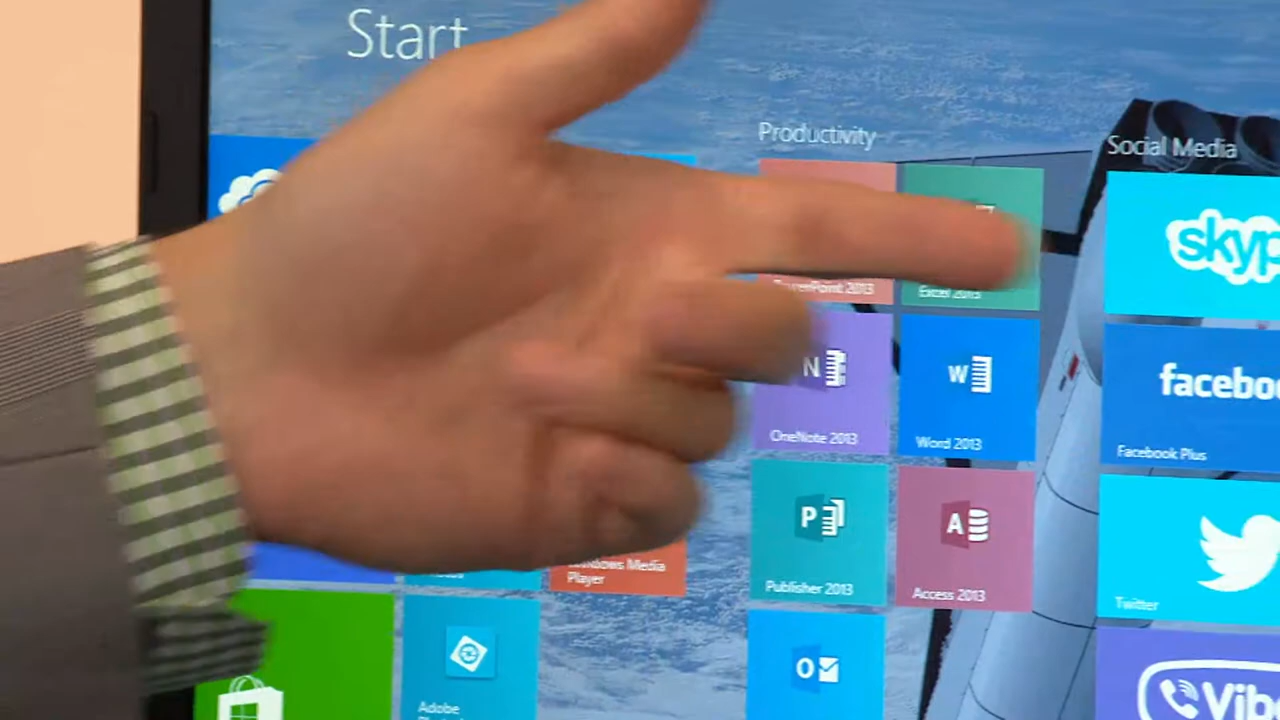 Start
Productivity
Social Media
skyp
PowerPoint 2013
Excel 2013
N
OneNote 2013
W
Word 2013
facebo
Facebook Plus
P
Publisher 2013
A
Access 2013
Twitter
Windows Media
Player
O
Vib
Adobe